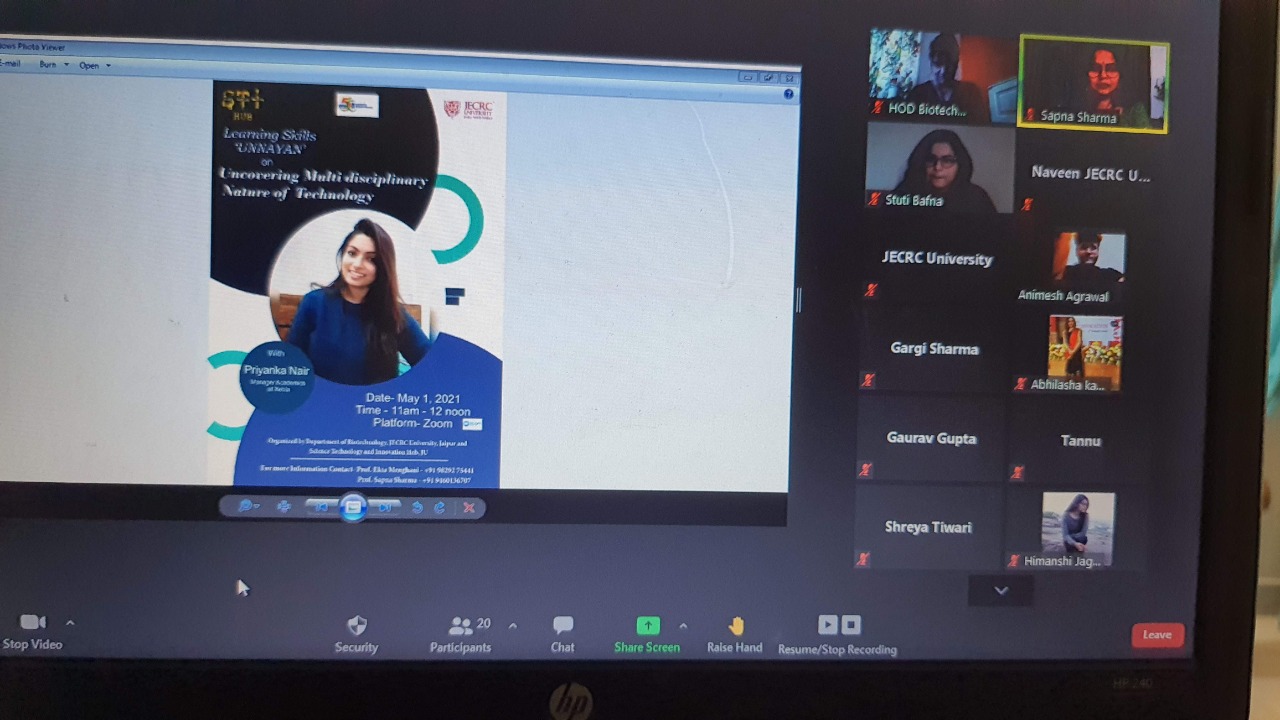 ows Photo Viewer
E-mail Burn Open
STI
HUB
JECRC
UNIVERSITY
Learning Skills
'UNNAYAN'
on
Uncovering Multi disciplinary
Nature of Technology
With
Priyanka Nair
Manager Academics
Date- May 1, 2021
Time - 11am - 12 noon
Platform- Zoom
Organized by Department of Biotechnology, JECRC University, Jaipur and
Science Technology and Innovation Hub, JU
For more Information Contact- Prof. Ekta Menghani - +91 98292 75441
Prof. Sapna Sharma - +91 9460136707
HOD Biotech...
Sapna Sharma
Stuti Bafna
Naveen JECRC U...
JECRC University
Animesh Agrawal
Gargi Sharma
Abhilasha ka...
Gaurav Gupta
Tannu
Shreya Tiwari
Himanshi Jag...
Stop Video
Security
Participants 20
Chat
Share Screen
Raise Hand
Resume/Stop Recording
Leave
hp
HP 240